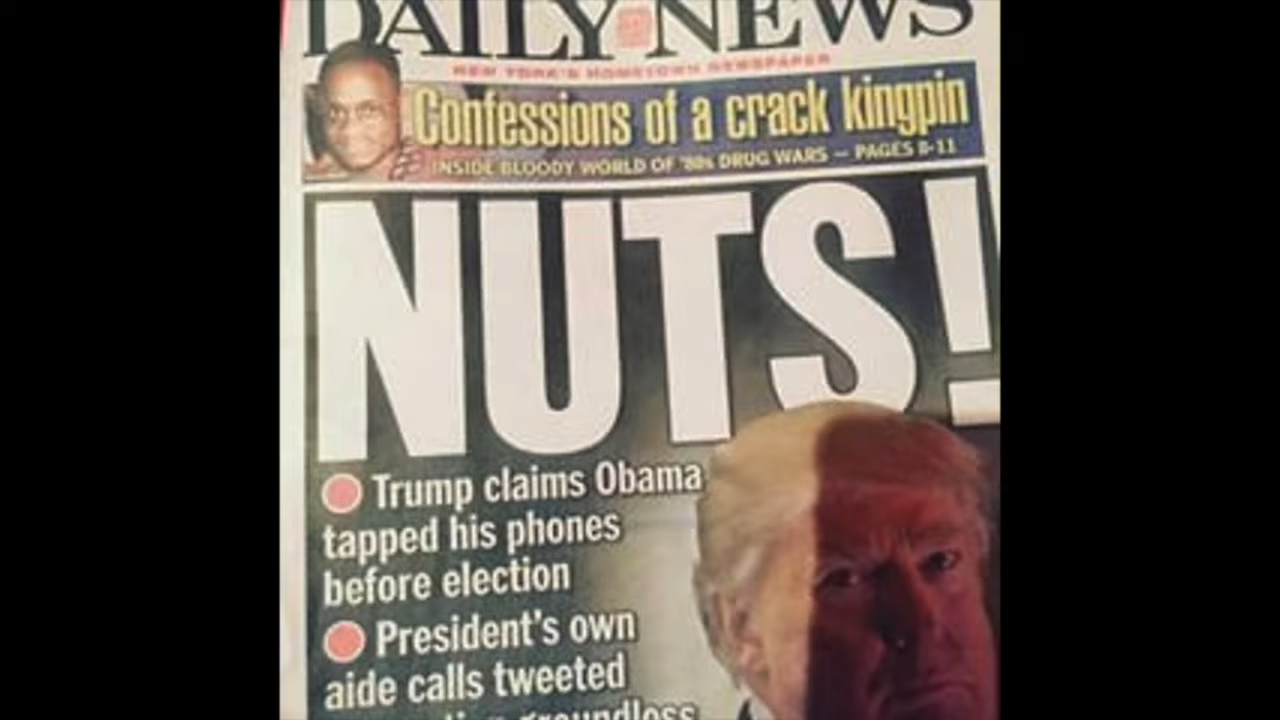 DAILY NEWS
NEW YORK'S HOMETOWN NEWSPAPER
Confessions of a crack kingpin
INSIDE BLOODY WORLD OF '80s DRUG WARS — PAGES 8-11
NUTS!
Trump claims Obama
tapped his phones
before election
President's own
aide calls tweeted
groundless